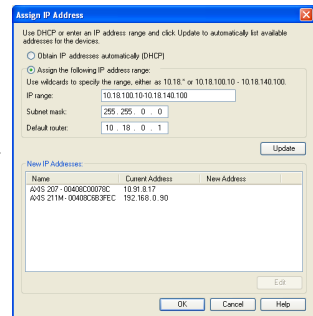 Assign IP Address
Use DHCP or enter an IP address range and click Update to automatically list available
addresses for the devices.
Obtain IP addresses automatically (DHCP)
Assign the following IP address range:
Use wildcards to specify the range, either as 10.18.* or 10.18.100.10 - 10.18.140.100.
IP range: 10.18.100.10-10.18.140.100
Subnet mask: 255 . 255 . 0 . 0
Default router: 10 . 18 . 0 . 1
Update
New IP Addresses:
Name Current Address New Address
AXIS 207 - 00408C00078C 10.91.8.17
AXIS 211M - 00408C6B3FEC 192.168.0.90
Edit
OK Cancel Help